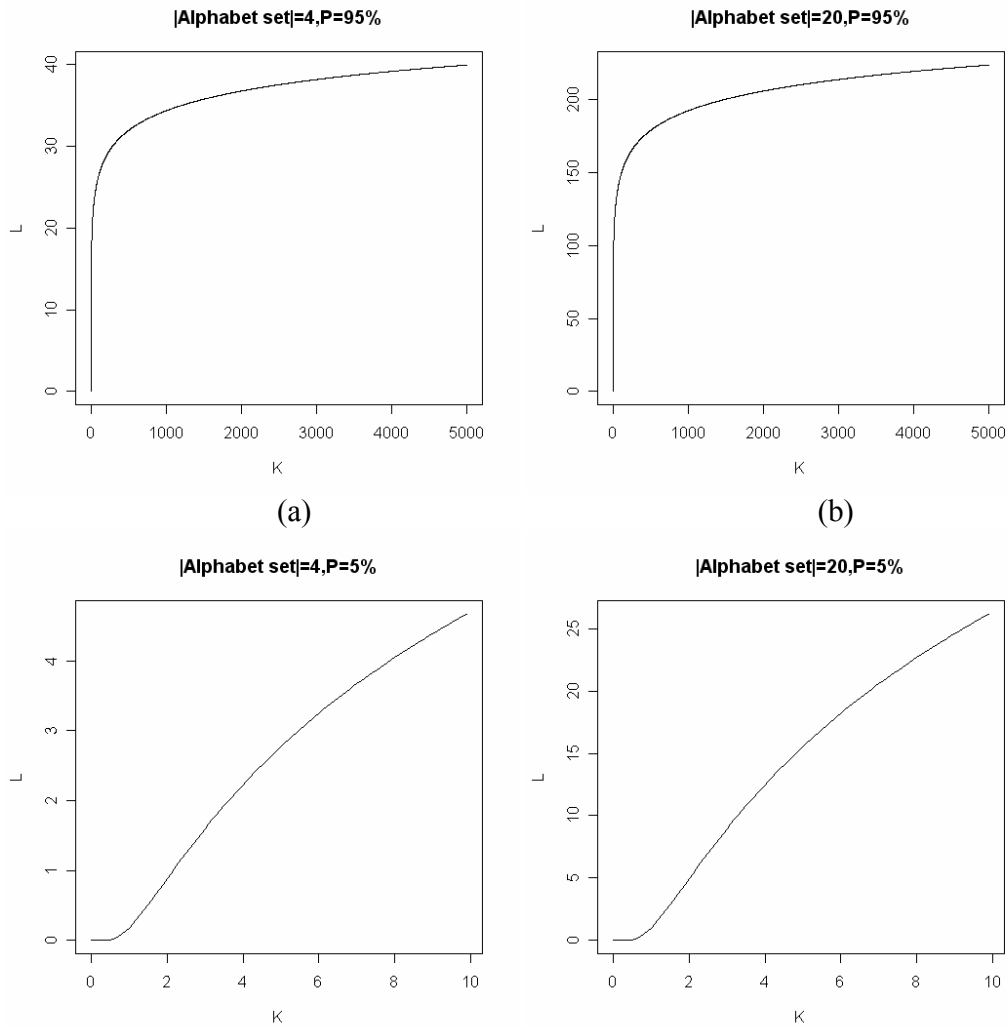 |Alphabet set|=4,P=95%
L
0
10
20
30
40
0 1000 2000 3000 4000 5000
K
(a)
|Alphabet set|=20,P=95%
L
0
50
100
150
200
0 1000 2000 3000 4000 5000
K
(b)
|Alphabet set|=4,P=5%
L
0
1
2
3
4
0 2 4 6 8 10
K
|Alphabet set|=20,P=5%
L
0
5
10
15
20
25
0 2 4 6 8 10
K